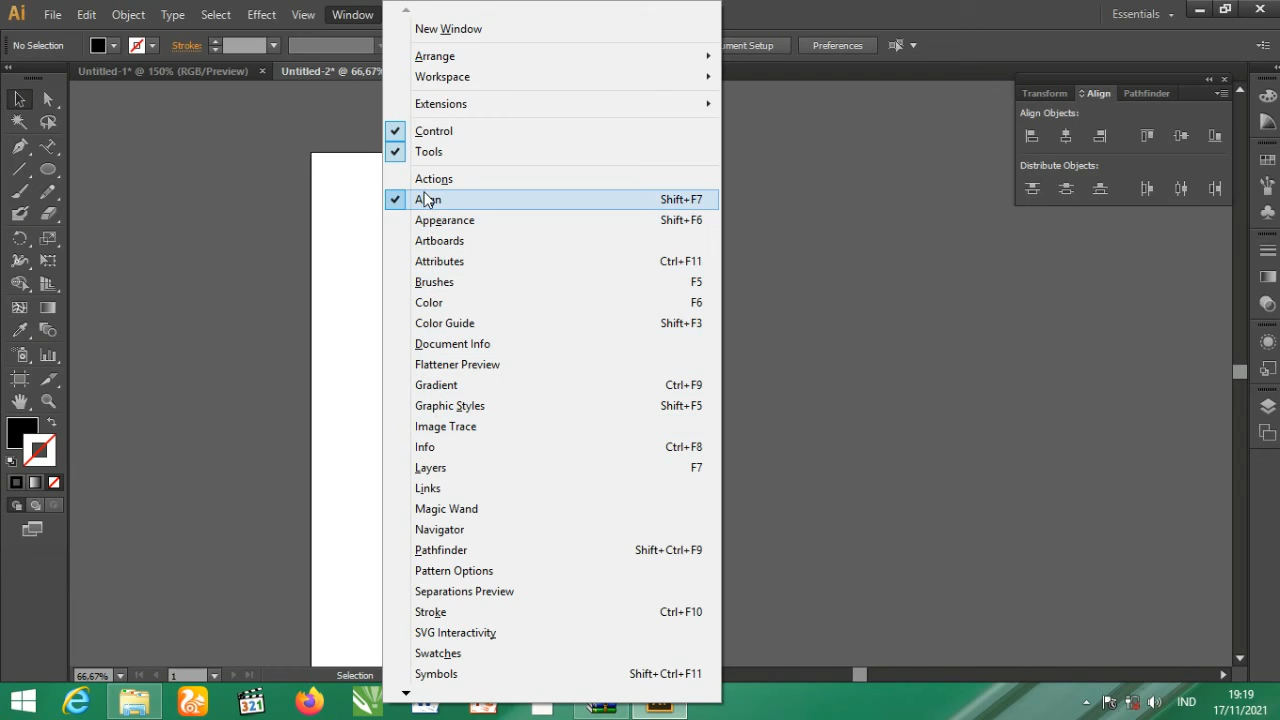 Ai File Edit Object Type Select Effect View Window Essentials
No Selection Stroke: ment Setup Preferences
Untitled-1* @ 150% (RGB/Preview) × Untitled-2* @ 66,67%
New Window
Arrange
Workspace
Extensions
Control
Tools
Actions
Align Shift+F7
Appearance Shift+F6
Artboards
Attributes Ctrl+F11
Brushes F5
Color F6
Color Guide Shift+F3
Document Info
Flattener Preview
Gradient Ctrl+F9
Graphic Styles Shift+F5
Image Trace
Info Ctrl+F8
Layers F7
Links
Magic Wand
Navigator
Pathfinder Shift+Ctrl+F9
Pattern Options
Separations Preview
Stroke Ctrl+F10
SVG Interactivity
Swatches
Symbols Shift+Ctrl+F11
Transform Align Pathfinder
Align Objects:
Distribute Objects:
66,67% 1 Selection
321
IND
19:19
17/11/2021